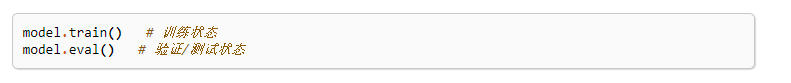 model.train()   # 训练状态
model.eval()   # 验证/测试状态